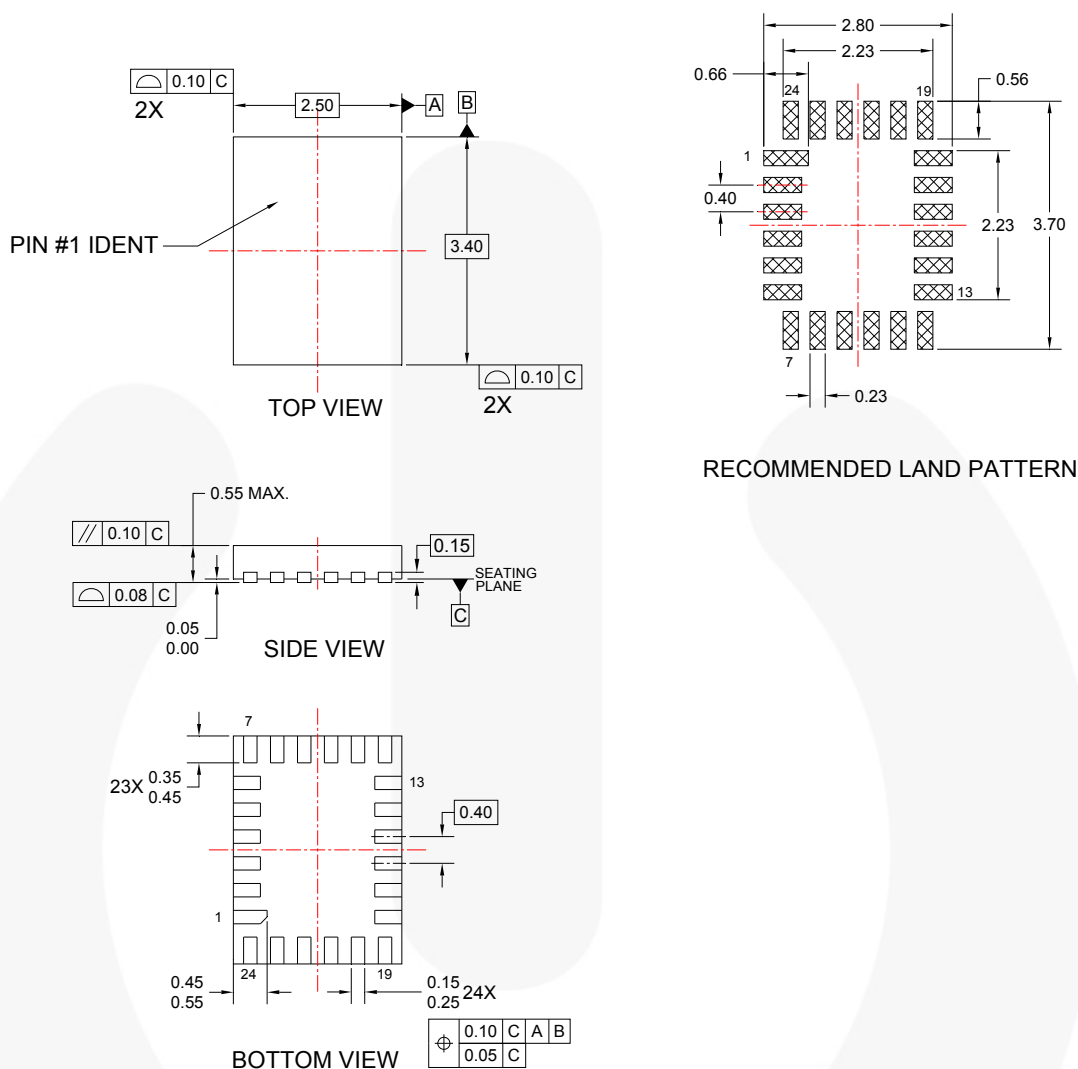 0.10 C
2X
2.50
A
B
PIN #1 IDENT
3.40
0.10 C
2X
TOP VIEW
2.80
2.23
0.66
24
19
0.56
1
0.40
2.23
3.70
13
7
0.23
RECOMMENDED LAND PATTERN
0.55 MAX.
// 0.10 C
0.15
SEATING
PLANE
0.08 C
C
0.05
0.00
SIDE VIEW
7
23X 0.35
0.45
13
0.40
1
24
19
0.45
0.55
0.15
0.25 24X
0.10 C A B
0.05 C
BOTTOM VIEW